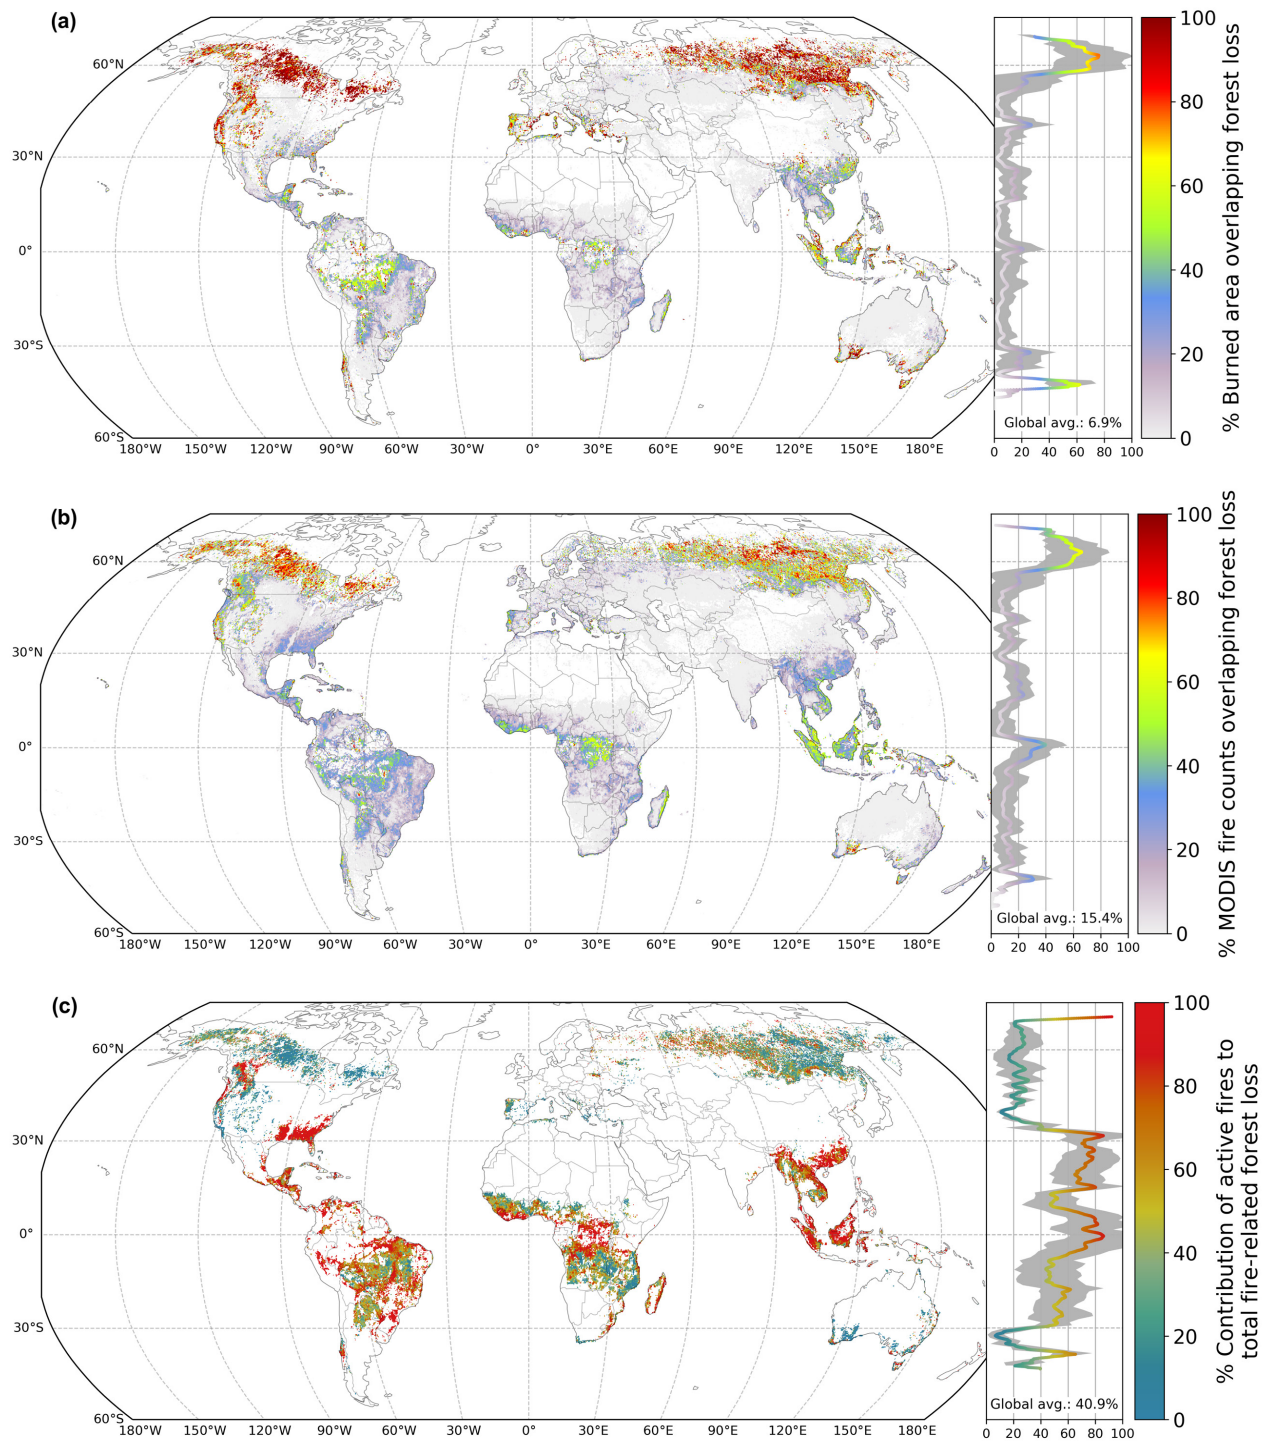 (a)
60°N
30°N
0°
30°S
60°S
180°W 150°W 120°W 90°W 60°W 30°W 0° 30°E 60°E 90°E 120°E 150°E 180°E
Global avg.: 6.9%
0 20 40 60 80 100
100
80
60
40
20
0
% Burned area overlapping forest loss
(b)
60°N
30°N
0°
30°S
60°S
180°W 150°W 120°W 90°W 60°W 30°W 0° 30°E 60°E 90°E 120°E 150°E 180°E
Global avg.: 15.4%
0 20 40 60 80 100
100
80
60
40
20
0
% MODIS fire counts overlapping forest loss
(c)
60°N
30°N
0°
30°S
60°S
180°W 150°W 120°W 90°W 60°W 30°W 0° 30°E 60°E 90°E 120°E 150°E 180°E
Global avg.: 40.9%
0 20 40 60 80 100
100
80
60
40
20
0
% Contribution of active fires to
total fire-related forest loss